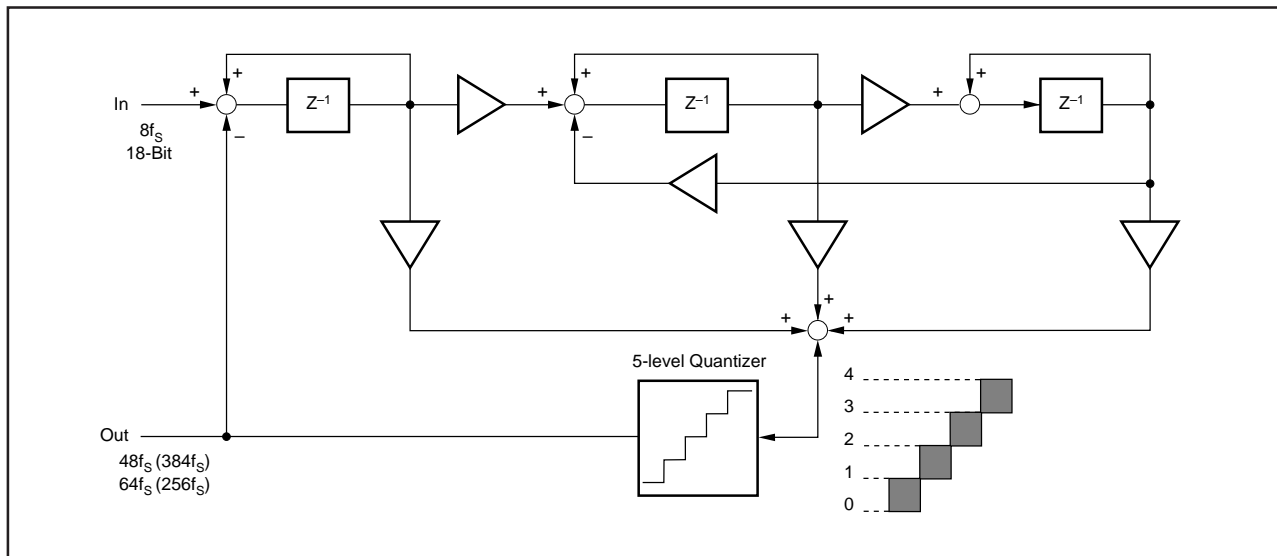 + + +
In + Z⁻¹ + Z⁻¹ + Z⁻¹
– –
8fS
18-Bit
+
+ +
5-level Quantizer
4
3
2
1
0
Out
48fS (384fS)
64fS (256fS)